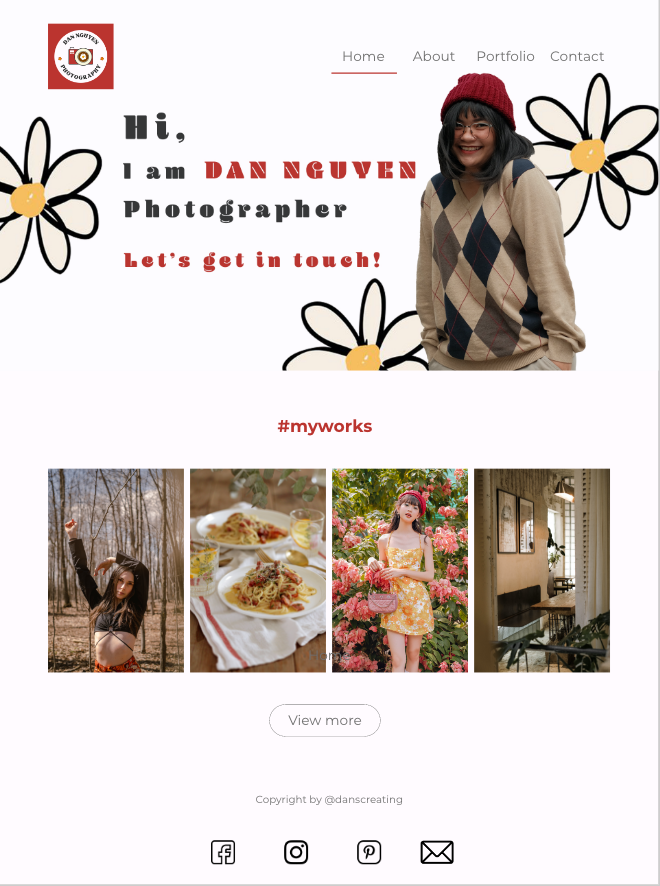 DAN NGUYEN
PHOTOGRAPHY
Home About Portfolio Contact
Hi,
I am DAN NGUYEN
Photographer
Let's get in touch!
#myworks
View more
Copyright by @danscreating